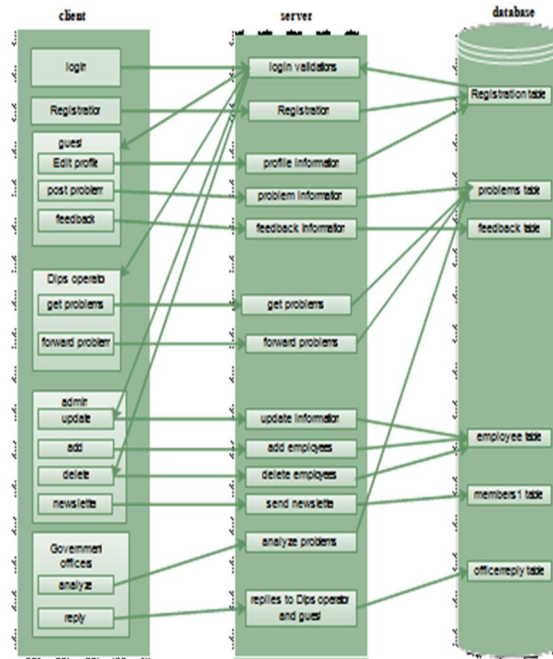 client
server
database
login
login validations
Registration table
Registration
Registration
guest
Edit profile
profile information
post problem
problem information
problems table
feedback
feedback information
feedback table
Dips operator
get problems
get problems
forward problem
forward problems
admin
update
update information
employee table
add
add employees
delete
delete employees
newsletter
send newsletter
members1 table
analyze problems
Government
officers
analyze
officerreply table
reply
replies to Dips operator
and guest